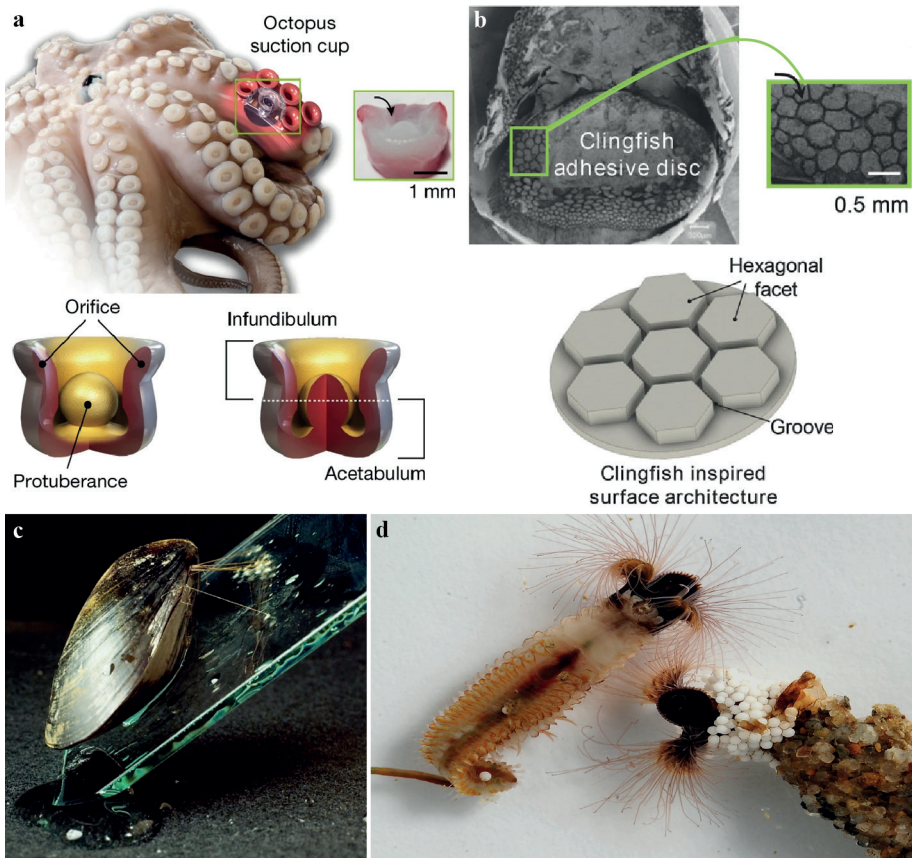 a
Octopus
suction cup
1 mm
Orifice
Infundibulum
Protuberance
Acetabulum
b
Clingfish
adhesive disc
0.5 mm
Hexagonal
facet
Groove
Clingfish inspired
surface architecture
c
d